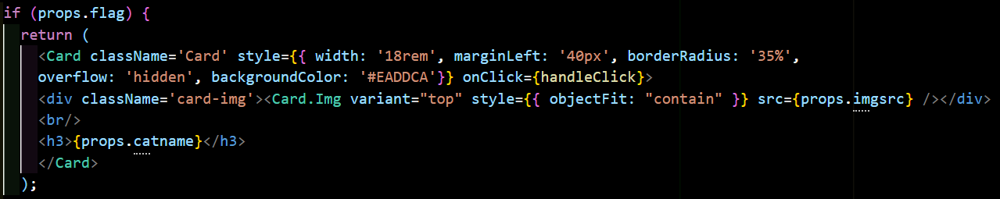 if (props.flag) {
return (
<Card className='Card' style={{ width: '18rem', marginLeft: '40px', borderRadius: '35%',
overflow: 'hidden', backgroundColor: '#EADDCA'}} onClick={handleClick}>
<div className='card-img'><Card.Img variant="top" style={{ objectFit: "contain" }} src={props.imgsrc} /></div>
<br/>
<h3>{props.catname}</h3>
</Card>
);